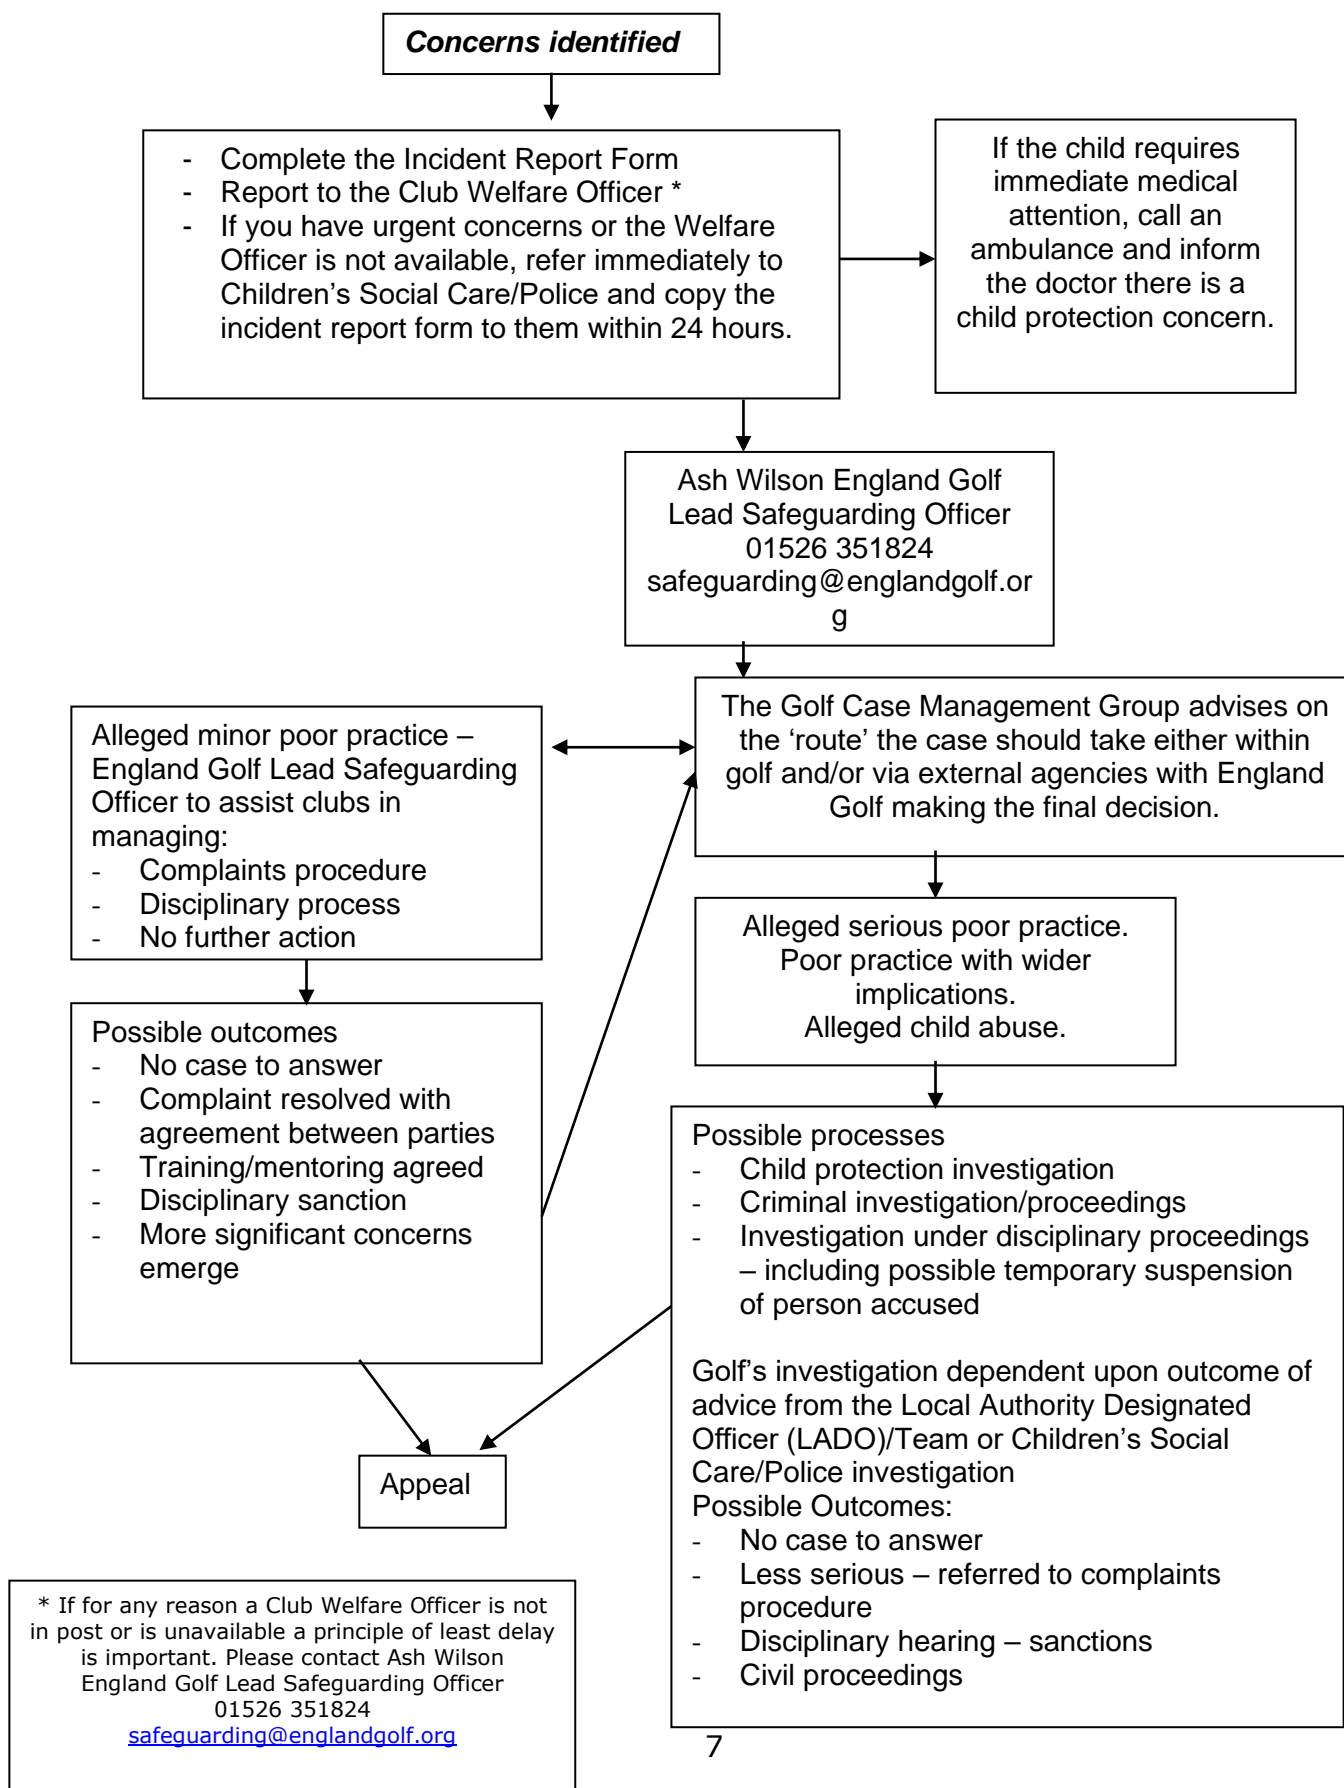 Concerns identified
- Complete the Incident Report Form
- Report to the Club Welfare Officer *
- If you have urgent concerns or the Welfare
Officer is not available, refer immediately to
Children’s Social Care/Police and copy the
incident report form to them within 24 hours.
If the child requires
immediate medical
attention, call an
ambulance and inform
the doctor there is a
child protection concern.
Ash Wilson England Golf
Lead Safeguarding Officer
01526 351824
safeguarding@englandgolf.or
g
The Golf Case Management Group advises on
the ‘route’ the case should take either within
golf and/or via external agencies with England
Golf making the final decision.
Alleged minor poor practice –
England Golf Lead Safeguarding
Officer to assist clubs in
managing:
- Complaints procedure
- Disciplinary process
- No further action
Alleged serious poor practice.
Poor practice with wider
implications.
Alleged child abuse.
Possible outcomes
- No case to answer
- Complaint resolved with
agreement between parties
- Training/mentoring agreed
- Disciplinary sanction
- More significant concerns
emerge
Possible processes
- Child protection investigation
- Criminal investigation/proceedings
- Investigation under disciplinary proceedings
– including possible temporary suspension
of person accused
Golf’s investigation dependent upon outcome of
advice from the Local Authority Designated
Officer (LADO)/Team or Children’s Social
Care/Police investigation
Possible Outcomes:
- No case to answer
- Less serious – referred to complaints
procedure
- Disciplinary hearing – sanctions
- Civil proceedings
Appeal
* If for any reason a Club Welfare Officer is not
in post or is unavailable a principle of least delay
is important. Please contact Ash Wilson
England Golf Lead Safeguarding Officer
01526 351824
safeguarding@englandgolf.org
7